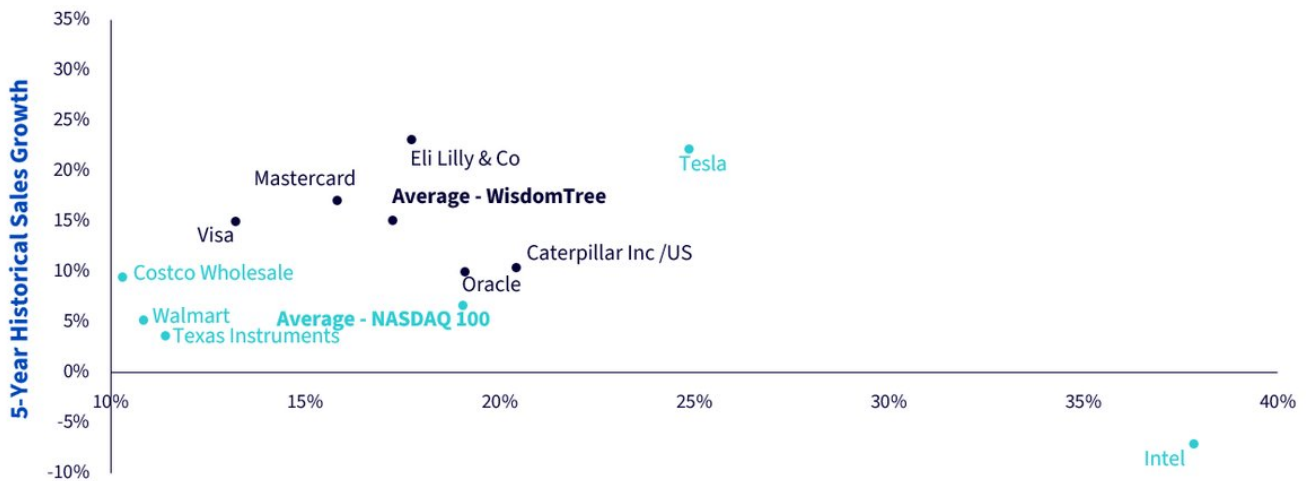 35%
30%
25%
20%
15%
10%
5%
0%
-5%
-10%
5-Year Historical Sales Growth
Eli Lilly & Co
Tesla
Mastercard
Average - WisdomTree
Visa
Caterpillar Inc /US
Costco Wholesale
Oracle
Walmart
Average - NASDAQ 100
Texas Instruments
10%
15%
20%
25%
30%
35%
40%
Intel